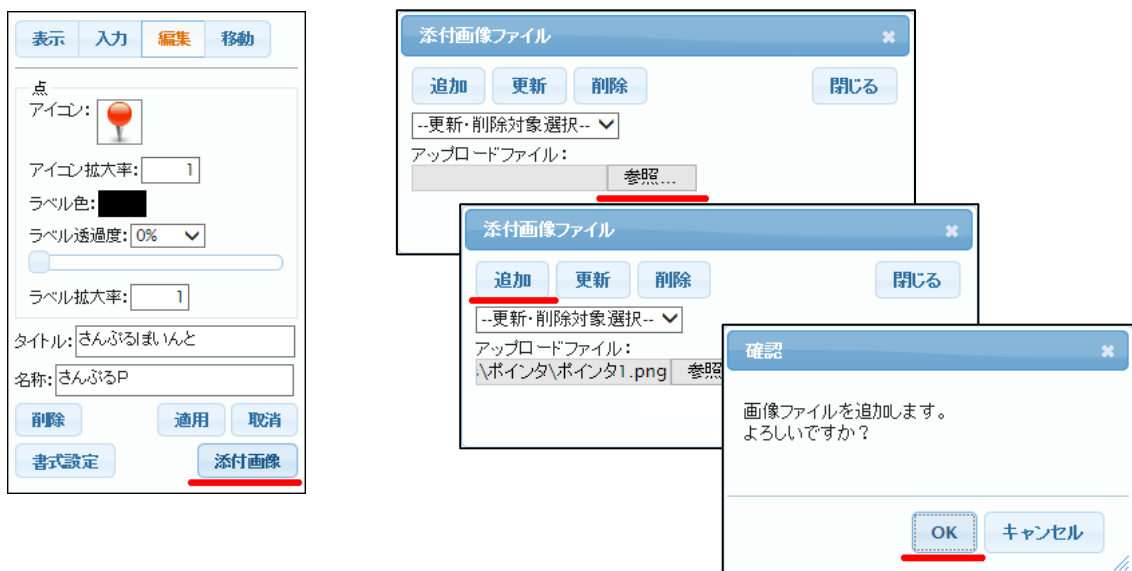 表示 入力 編集 移動
点
アイコン:
アイコン拡大率: 1
ラベル色:
ラベル透過度: 0%
ラベル拡大率: 1
タイトル: さんぷるぽいんと
名称: さんぷるP
削除 適用 取消
書式設定 添付画像
添付画像ファイル
追加 更新 削除 閉じる
--更新・削除対象選択--
アップロードファイル:
参照...
添付画像ファイル
追加 更新 削除 閉じる
--更新・削除対象選択--
アップロードファイル:
\ポインタ\ポインタ1.png 参照
確認
画像ファイルを追加します。
よろしいですか?
OK キャンセル